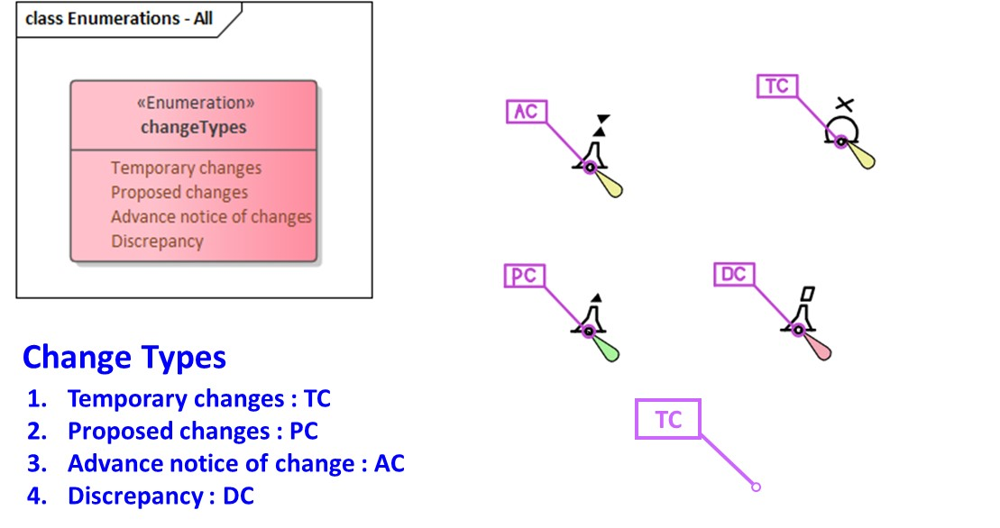 class Enumerations - All
«Enumeration»
changeTypes
Temporary changes
Proposed changes
Advance notice of changes
Discrepancy
AC
TC
PC
DC
TC
Change Types
1. Temporary changes : TC
2. Proposed changes : PC
3. Advance notice of change : AC
4. Discrepancy : DC